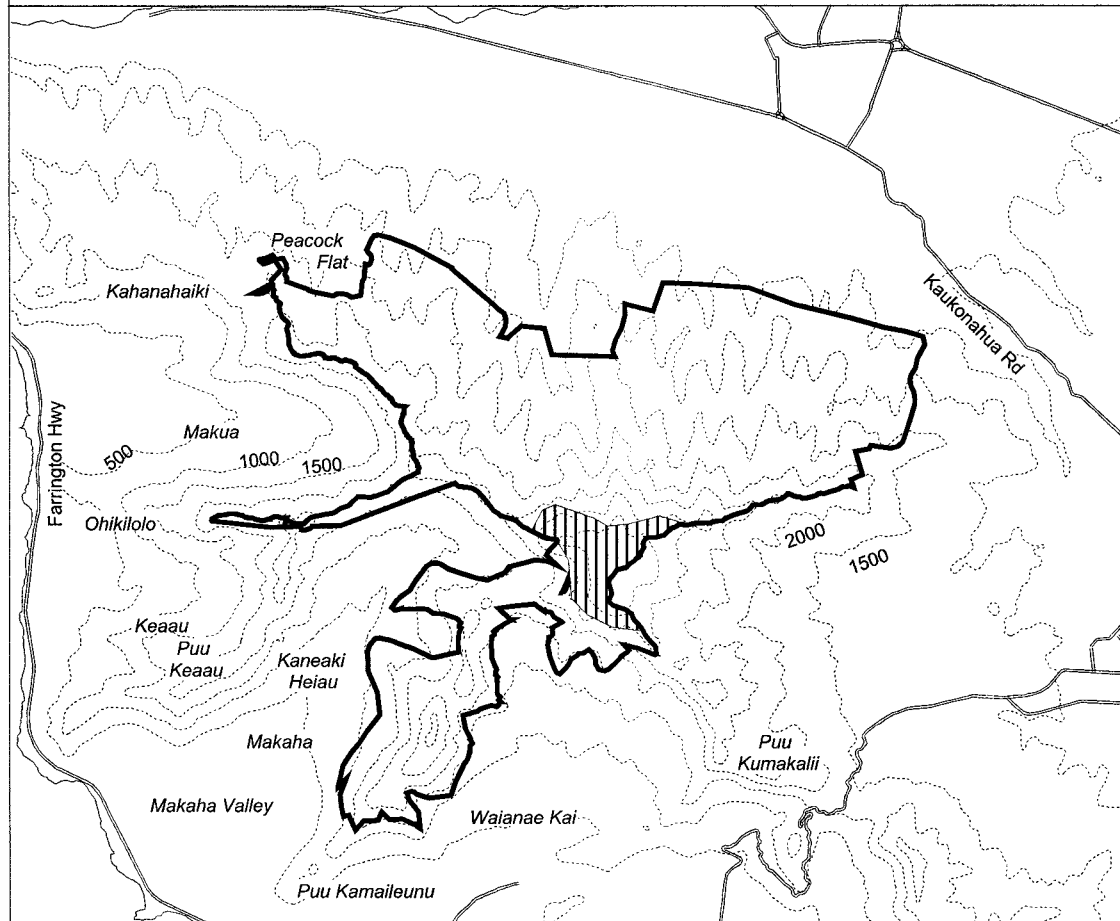 Peacock
Flat
Kahanahaiki
Kaukonahua Rd
Farrington Hwy
Makua
500
1000
1500
Ohikilolo
2000
1500
Keaau
Puu
Keaau
Kaneaki
Heiau
Makaha
Puu
Kumakalii
Makaha Valley
Waianae Kai
Puu Kamaileunu